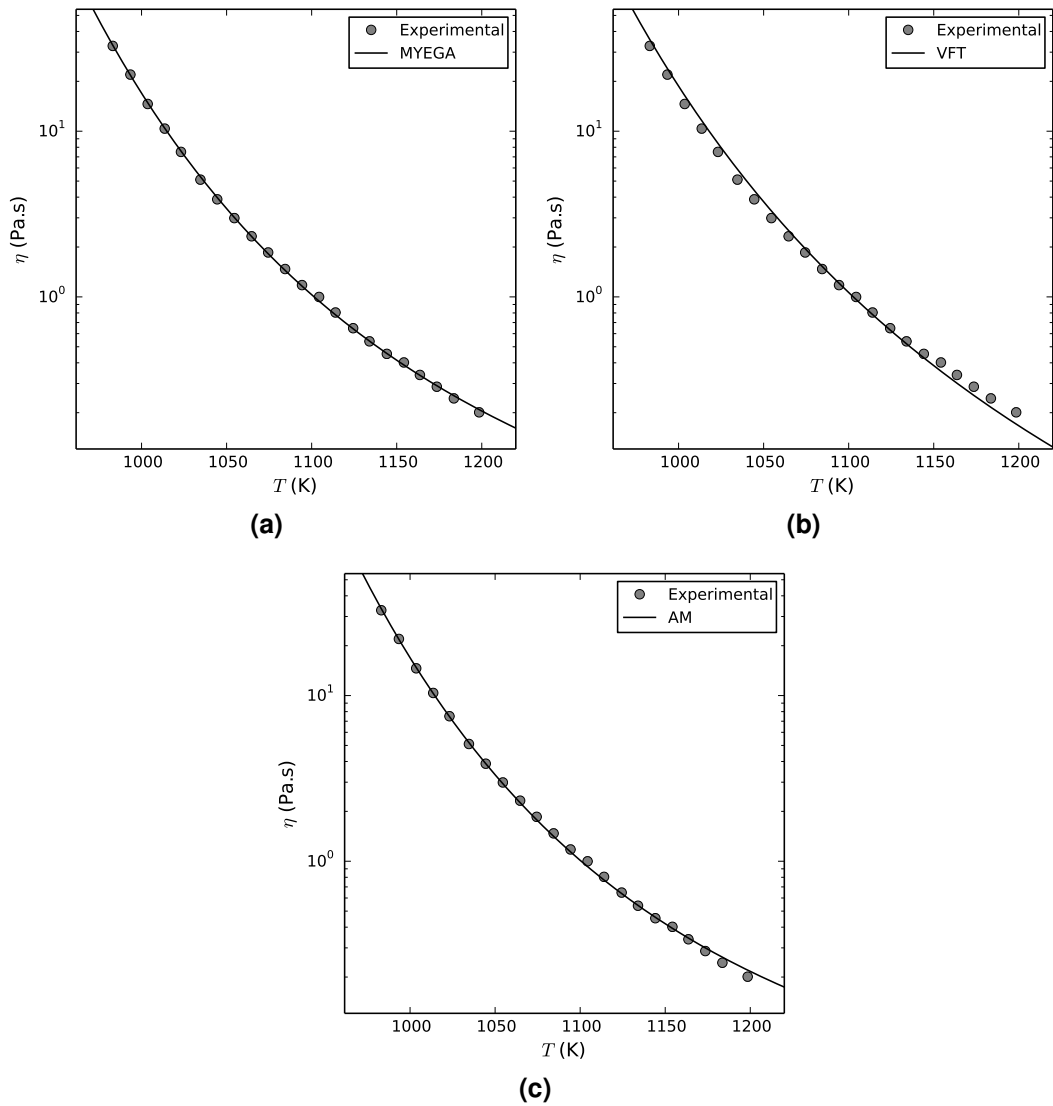 Experimental
MYEGA
10¹
10⁰
η (Pa.s)
1000 1050 1100 1150 1200
T (K)
(a)
Experimental
VFT
10¹
10⁰
η (Pa.s)
1000 1050 1100 1150 1200
T (K)
(b)
Experimental
AM
10¹
10⁰
η (Pa.s)
1000 1050 1100 1150 1200
T (K)
(c)